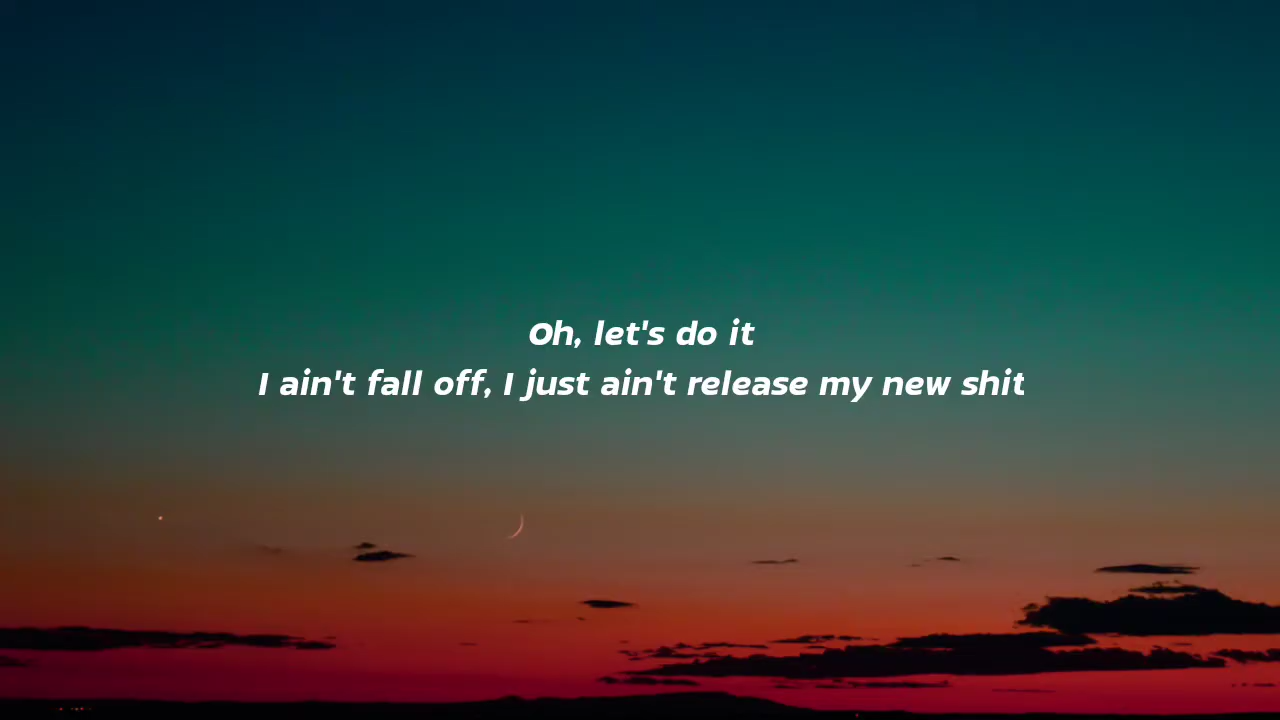 Oh, let's do it
I ain't fall off, I just ain't release my new shit